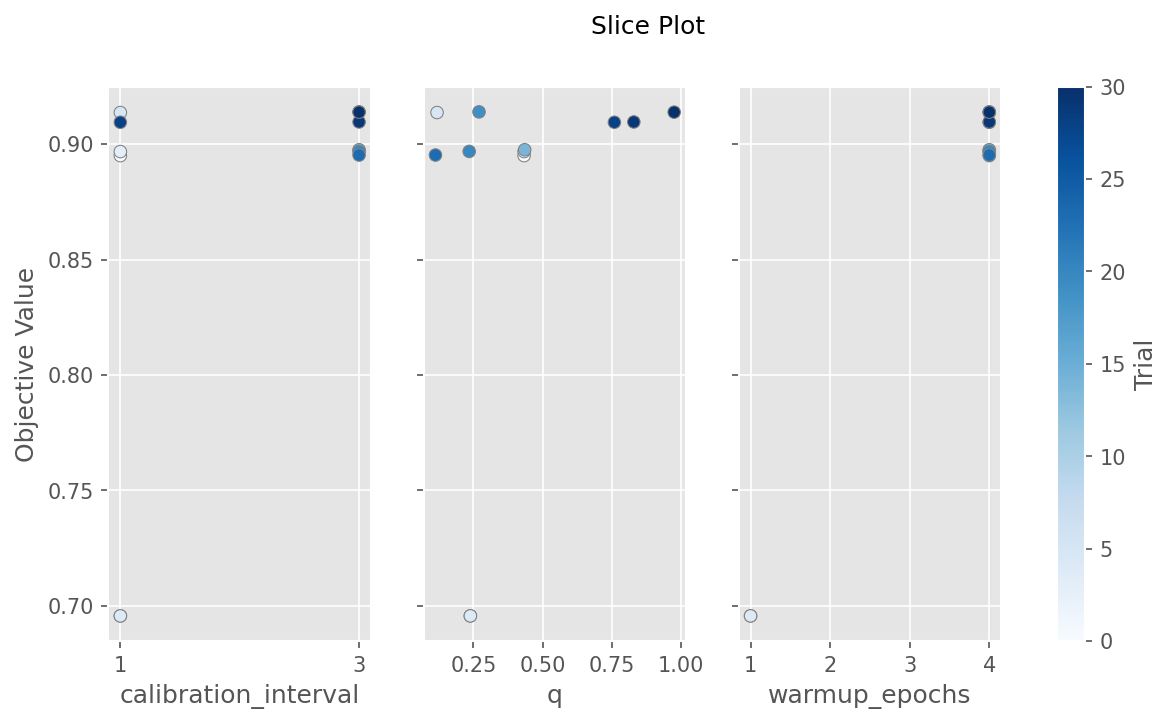 Slice Plot
Objective Value
0.90
0.85
0.80
0.75
0.70
1 3
calibration_interval
0.25 0.50 0.75 1.00
q
1 2 3 4
warmup_epochs
30
25
20
15
10
5
0
Trial